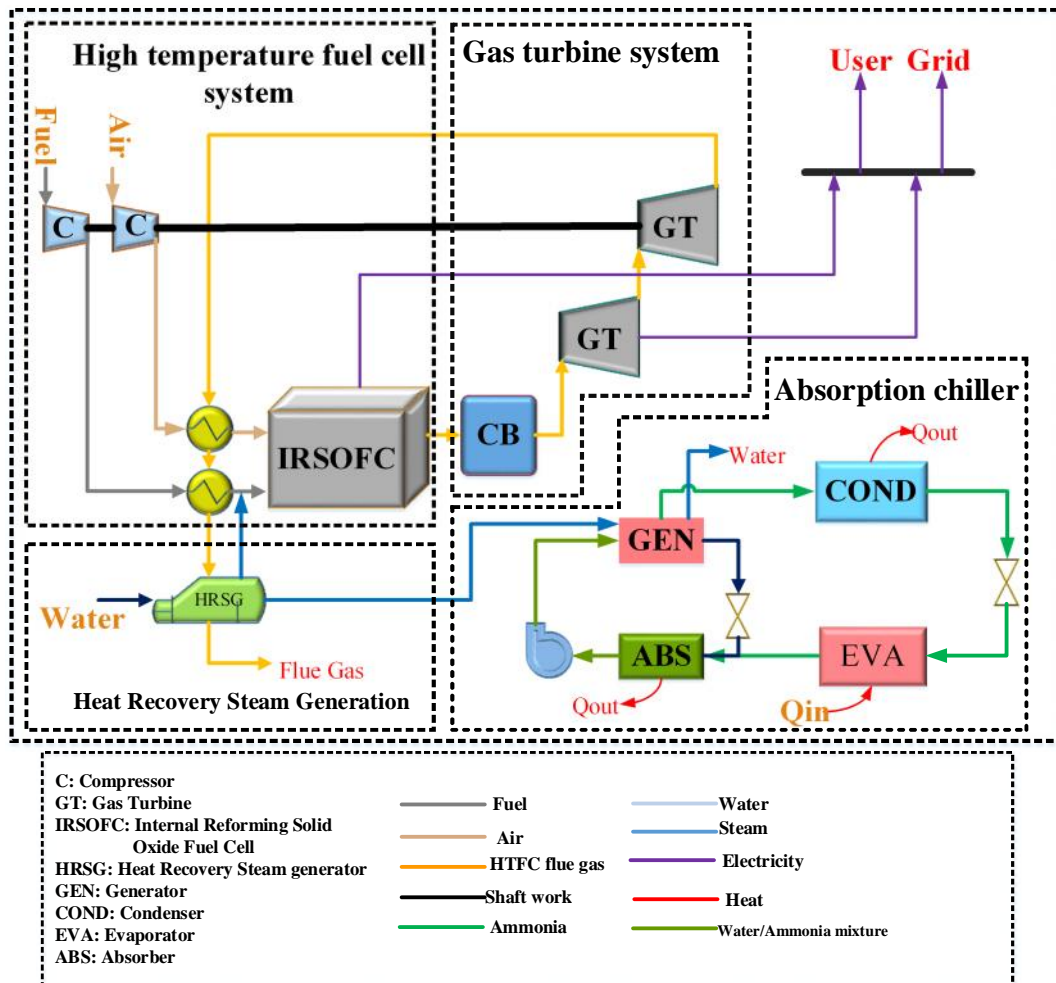 High temperature fuel cell
system
Gas turbine system
User Grid
Fuel
Air
C
C
GT
GT
IRSOFC
CB
Absorption chiller
Qout
Water
COND
GEN
HRSG
Water
Flue Gas
ABS
EVA
Qout
Qin
Heat Recovery Steam Generation
C: Compressor
GT: Gas Turbine
IRSOFC: Internal Reforming Solid
Oxide Fuel Cell
HRSG: Heat Recovery Steam generator
GEN: Generator
COND: Condenser
EVA: Evaporator
ABS: Absorber
Fuel
Air
HTFC flue gas
Shaft work
Ammonia
Water
Steam
Electricity
Heat
Water/Ammonia mixture